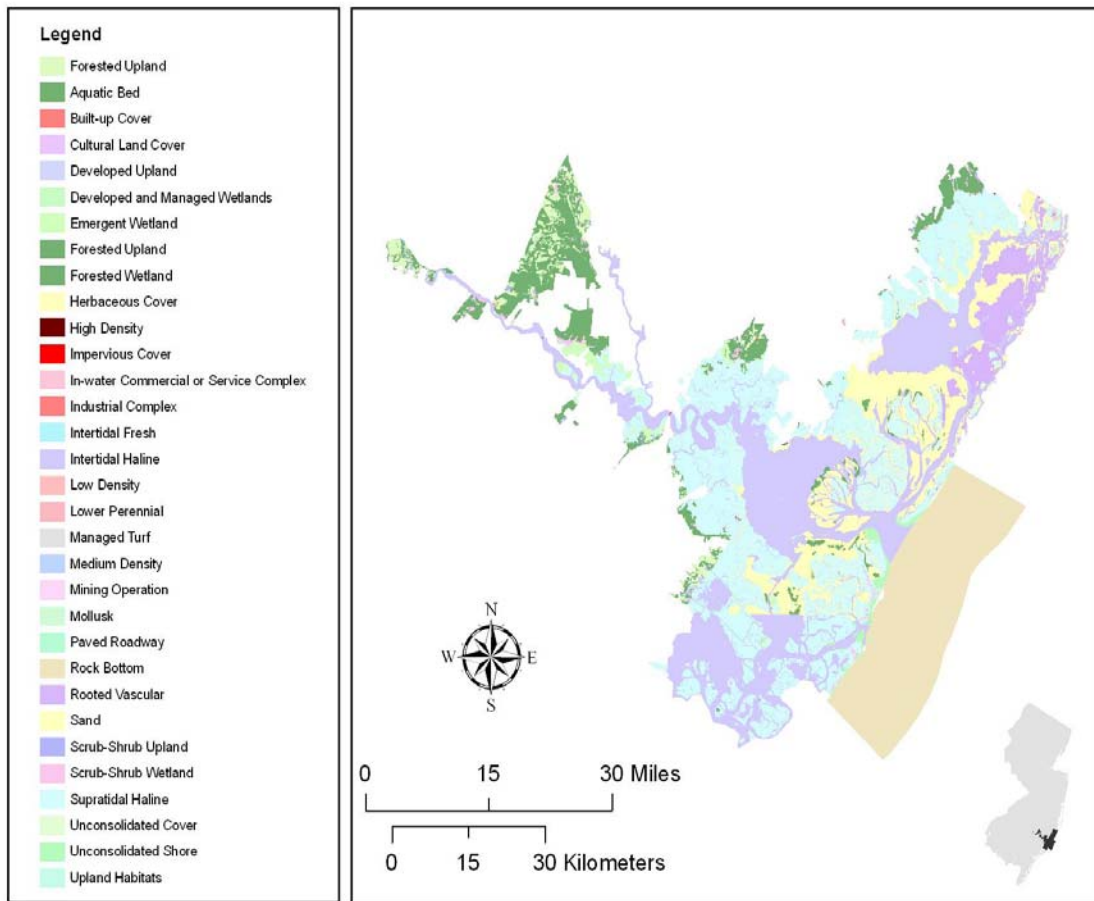 Legend
Forested Upland
Aquatic Bed
Built-up Cover
Cultural Land Cover
Developed Upland
Developed and Managed Wetlands
Emergent Wetland
Forested Upland
Forested Wetland
Herbaceous Cover
High Density
Impervious Cover
In-water Commercial or Service Complex
Industrial Complex
Intertidal Fresh
Intertidal Haline
Low Density
Lower Perennial
Managed Turf
Medium Density
Mining Operation
Mollusk
Paved Roadway
Rock Bottom
Rooted Vascular
Sand
Scrub-Shrub Upland
Scrub-Shrub Wetland
Supratidal Haline
Unconsolidated Cover
Unconsolidated Shore
Upland Habitats
N
W E
S
0 15 30 Miles
0 15 30 Kilometers